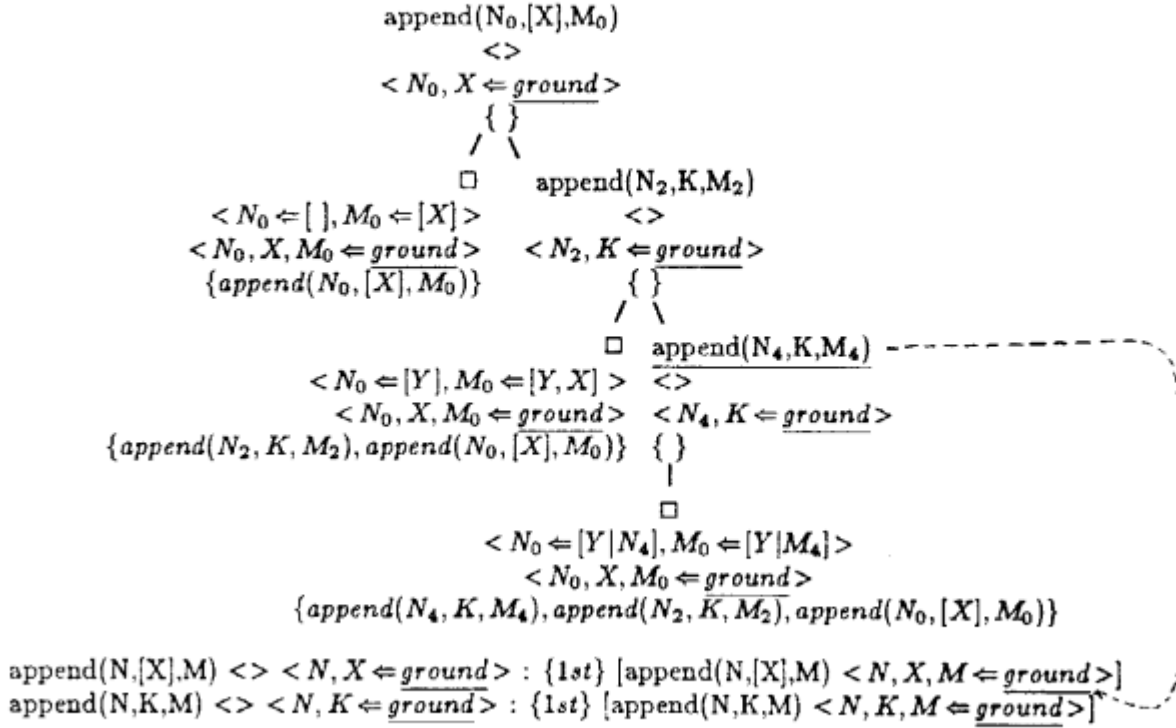 append(N₀,[X],M₀)
<>
< N₀, X ⇐ ground >
{ }
□ append(N₂,K,M₂)
< N₀ ⇐ [ ], M₀ ⇐ [X] > <>
< N₀, X, M₀ ⇐ ground > < N₂, K ⇐ ground >
{append(N₀, [X], M₀)} { }
□ append(N₄,K,M₄)
< N₀ ⇐ [Y], M₀ ⇐ [Y, X] > <>
< N₀, X, M₀ ⇐ ground > < N₄, K ⇐ ground >
{append(N₂, K, M₂), append(N₀, [X], M₀)} { }
□
< N₀ ⇐ [Y|N₄], M₀ ⇐ [Y|M₄] >
< N₀, X, M₀ ⇐ ground >
{append(N₄, K, M₄), append(N₂, K, M₂), append(N₀, [X], M₀)}
append(N,[X],M) <> < N, X ⇐ ground > : {1st} [append(N,[X],M) < N, X, M ⇐ ground >]
append(N,K,M) <> < N, K ⇐ ground > : {1st} [append(N,K,M) < N, K, M ⇐ ground >]